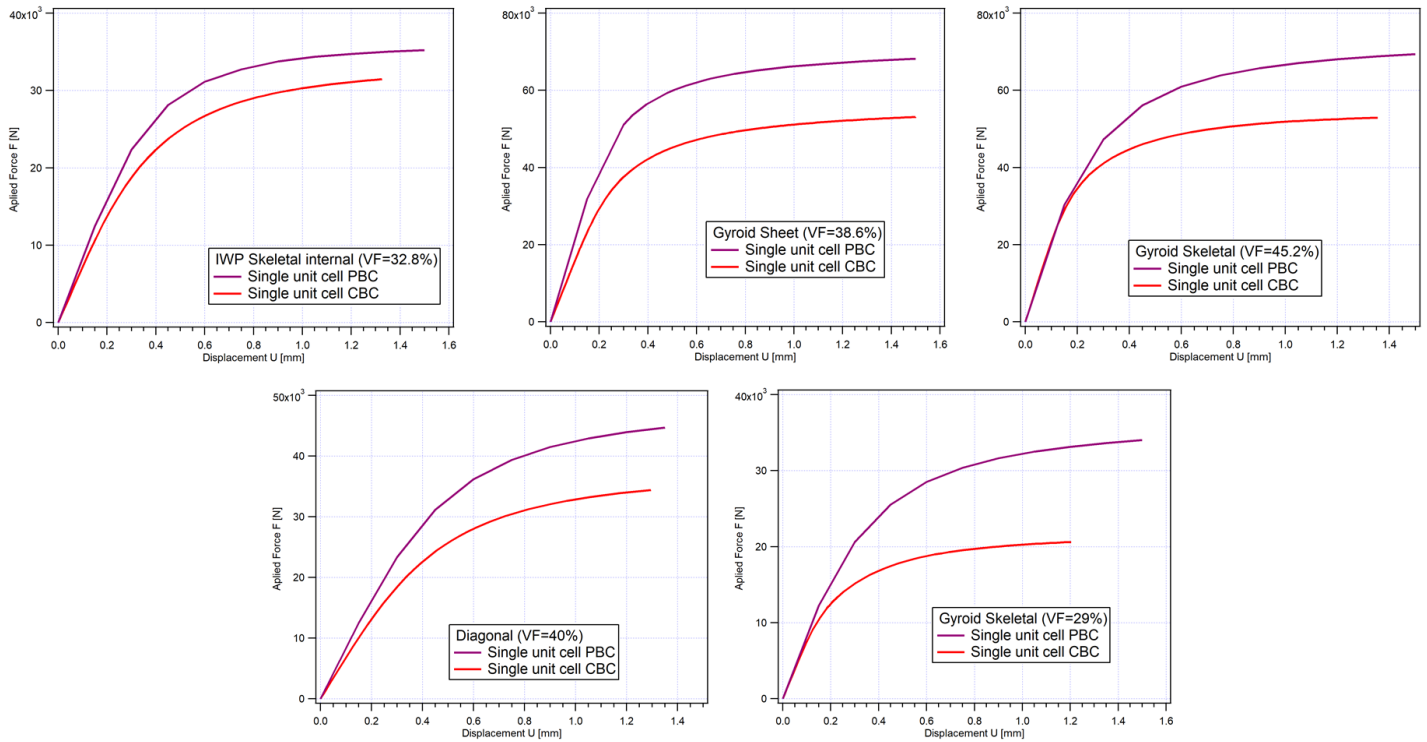 40x10³
30
20
10
0
Aplied Force F [N]
IWP Skeletal internal (VF=32.8%)
Single unit cell PBC
Single unit cell CBC
0.0 0.2 0.4 0.6 0.8 1.0 1.2 1.4 1.6
Displacement U [mm]
80x10³
60
40
20
0
Aplied Force F [N]
Gyroid Sheet (VF=38.6%)
Single unit cell PBC
Single unit cell CBC
0.0 0.2 0.4 0.6 0.8 1.0 1.2 1.4 1.6
Displacement U [mm]
80x10³
60
40
20
0
Aplied Force F [N]
Gyroid Skeletal (VF=45.2%)
Single unit cell PBC
Single unit cell CBC
0.0 0.2 0.4 0.6 0.8 1.0 1.2 1.4
Displacement U [mm]
50x10³
40
30
20
10
0
Aplied Force F [N]
Diagonal (VF=40%)
Single unit cell PBC
Single unit cell CBC
0.0 0.2 0.4 0.6 0.8 1.0 1.2 1.4
Displacement U [mm]
40x10³
30
20
10
0
Aplied Force F [N]
Gyroid Skeletal (VF=29%)
Single unit cell PBC
Single unit cell CBC
0.0 0.2 0.4 0.6 0.8 1.0 1.2 1.4 1.6
Displacement U [mm]